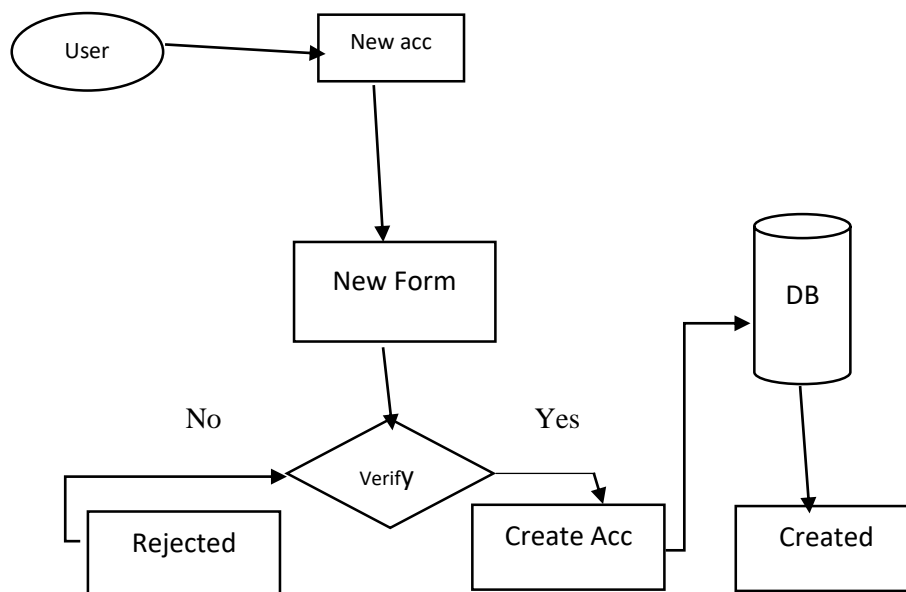 User
New acc
New Form
DB
No
Yes
Verify
Rejected
Create Acc
Created